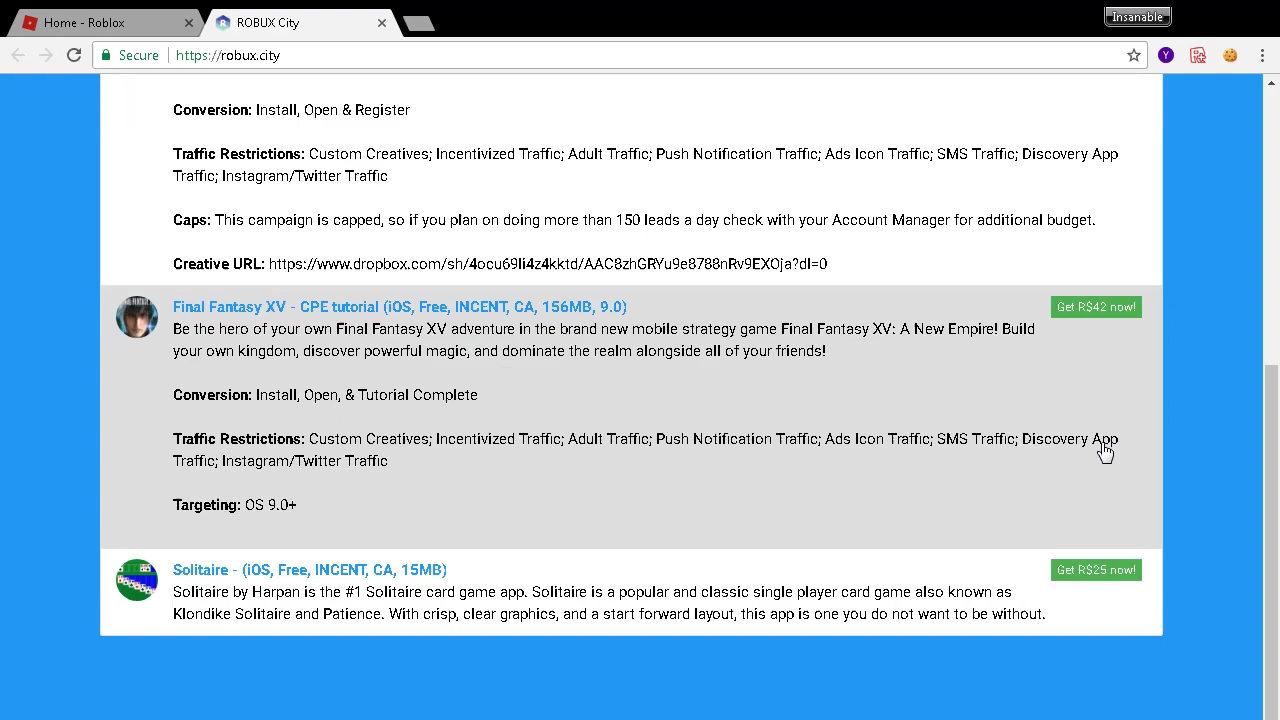 Home - Roblox
ROBUX City
Insanable
Secure
https://robux.city
Conversion: Install, Open & Register
Traffic Restrictions: Custom Creatives; Incentivized Traffic; Adult Traffic; Push Notification Traffic; Ads Icon Traffic; SMS Traffic; Discovery App
Traffic; Instagram/Twitter Traffic
Caps: This campaign is capped, so if you plan on doing more than 150 leads a day check with your Account Manager for additional budget.
Creative URL: https://www.dropbox.com/sh/4ocu69li4z4kktd/AAC8zhGRYu9e8788nRv9EXOja?dl=0
Final Fantasy XV - CPE tutorial (iOS, Free, INCENT, CA, 156MB, 9.0)
Get R$42 now!
Be the hero of your own Final Fantasy XV adventure in the brand new mobile strategy game Final Fantasy XV: A New Empire! Build
your own kingdom, discover powerful magic, and dominate the realm alongside all of your friends!
Conversion: Install, Open, & Tutorial Complete
Traffic Restrictions: Custom Creatives; Incentivized Traffic; Adult Traffic; Push Notification Traffic; Ads Icon Traffic; SMS Traffic; Discovery App
Traffic; Instagram/Twitter Traffic
Targeting: OS 9.0+
Solitaire - (iOS, Free, INCENT, CA, 15MB)
Get R$25 now!
Solitaire by Harpan is the #1 Solitaire card game app. Solitaire is a popular and classic single player card game also known as
Klondike Solitaire and Patience. With crisp, clear graphics, and a start forward layout, this app is one you do not want to be without.